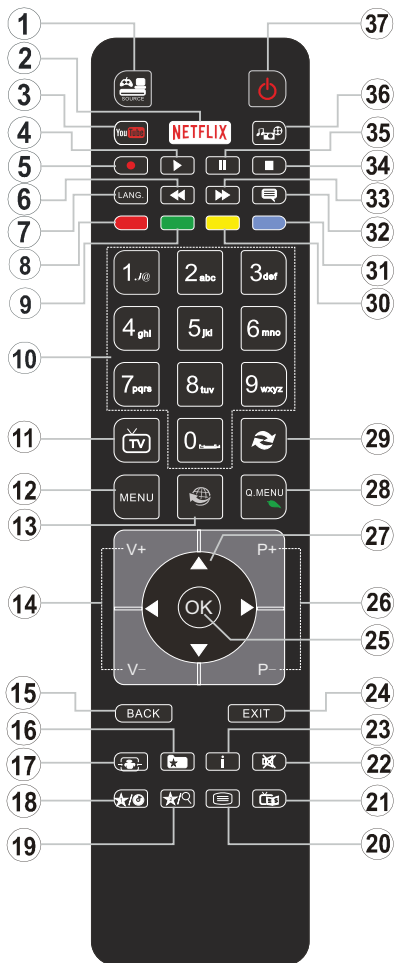 1
37
2
SOURCE
3
YouTube
NETFLIX
36
4
35
5
34
6
33
7
LANG.
32
8
31
9
30
1./@
2abc
3def
4ghi
5jkl
6mno
10
7pqrs
8tuv
9wxyz
11
TV
0
29
12
MENU
Q.MENU
28
13
27
V+
P+
14
OK
26
25
V−
P−
15
BACK
EXIT
24
16
23
17
i
22
18
21
19
20